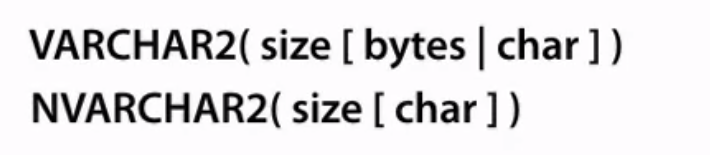 VARCHAR2( size [ bytes | char ] )
NVARCHAR2( size [ char ] )